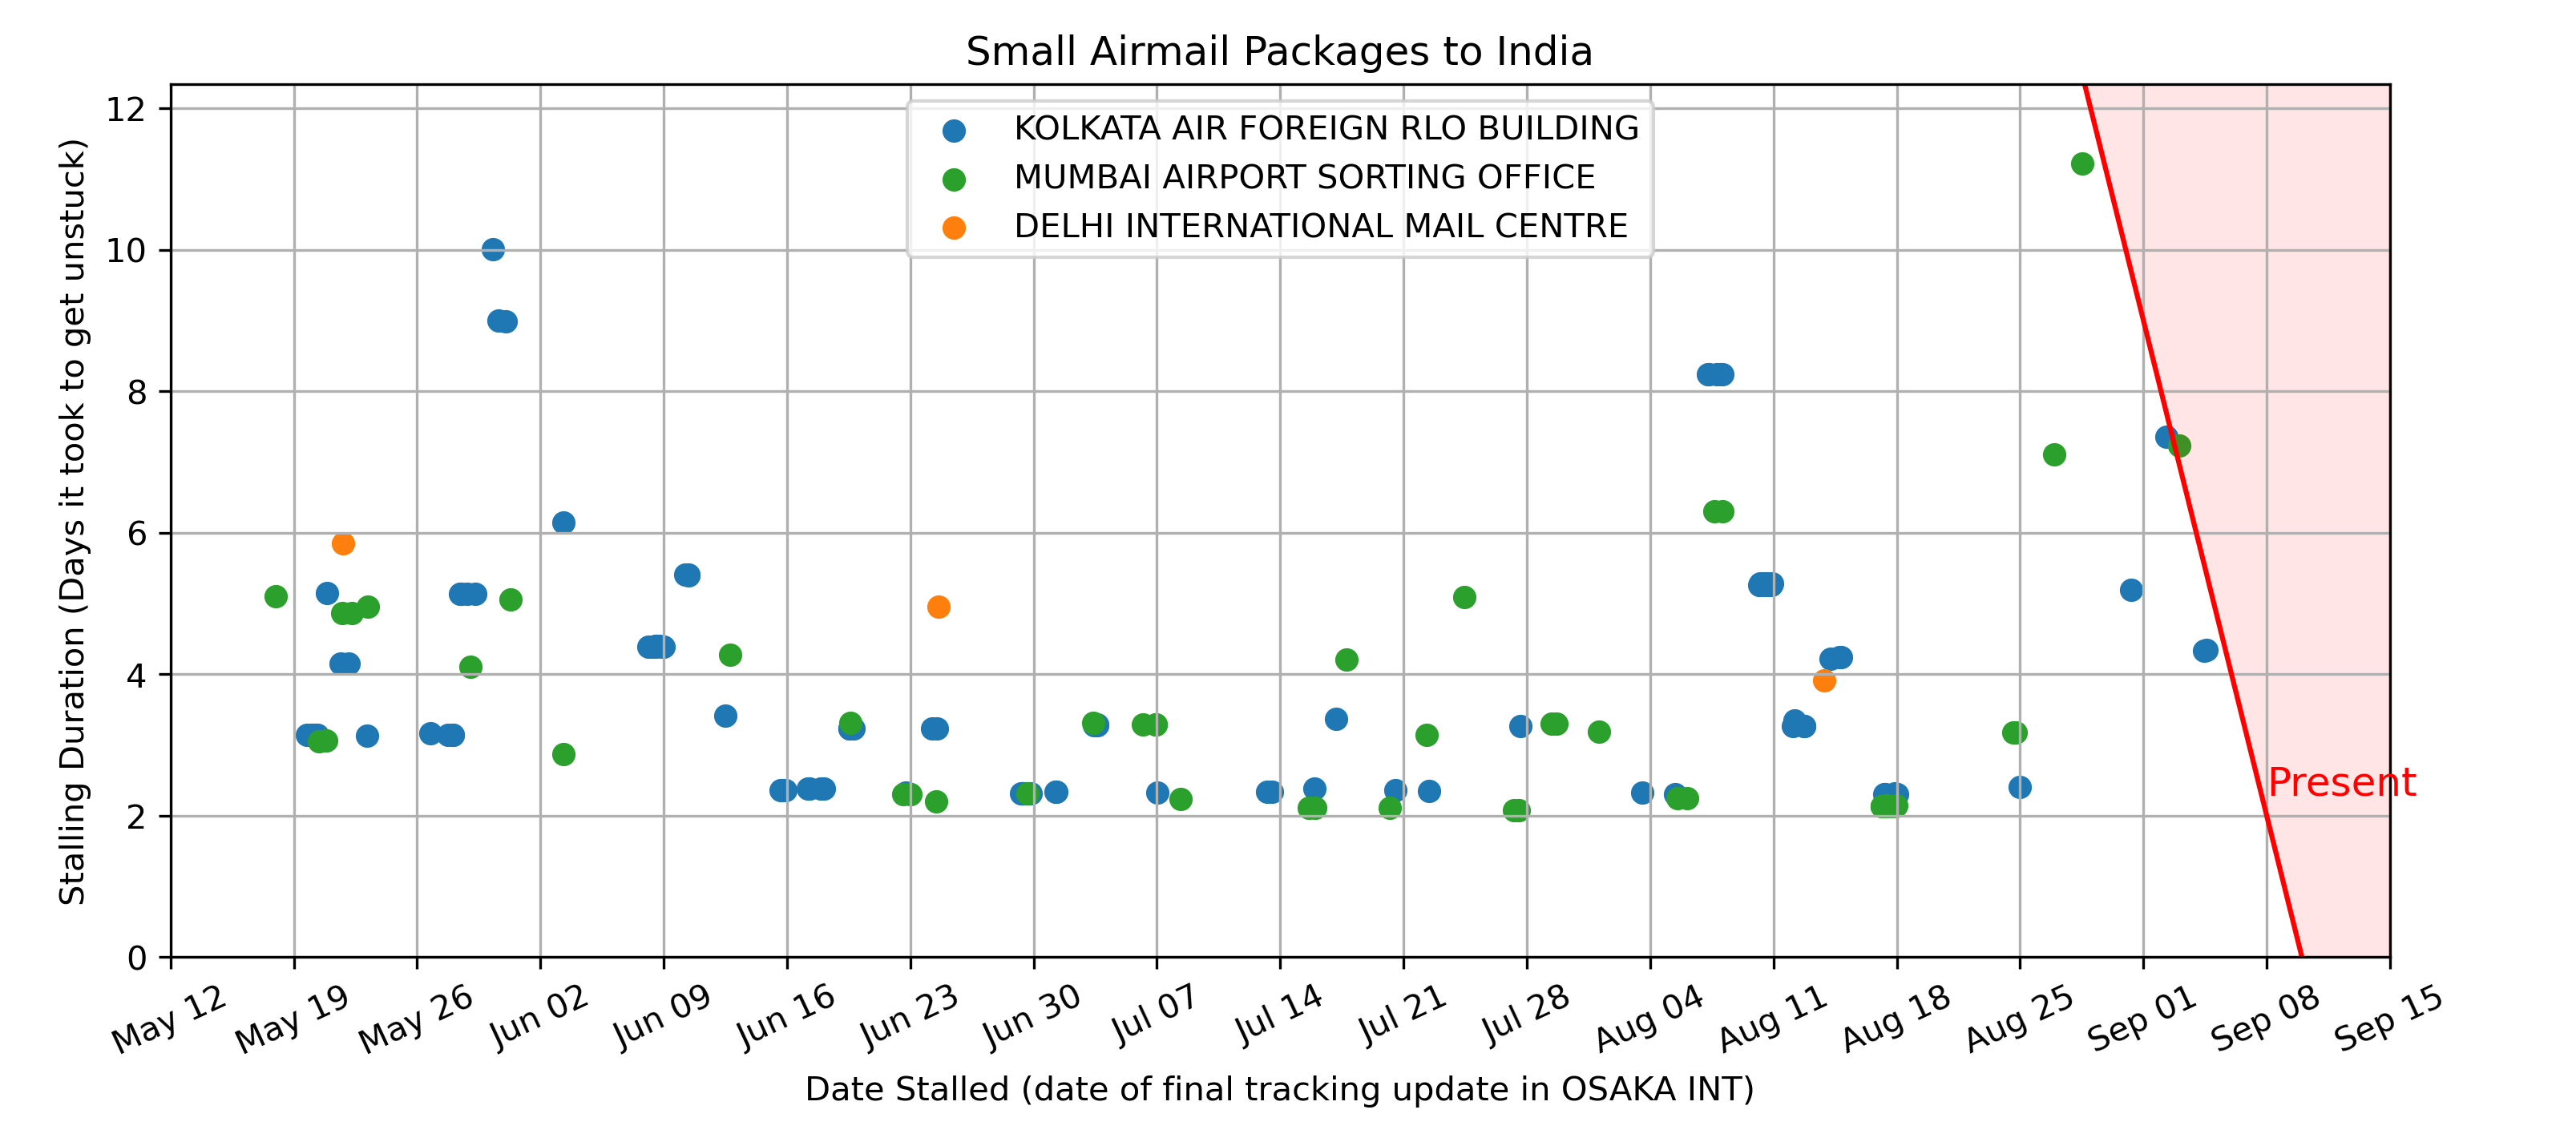 Small Airmail Packages to India
Stalling Duration (Days it took to get unstuck)
12
10
8
6
4
2
0
KOLKATA AIR FOREIGN RLO BUILDING
MUMBAI AIRPORT SORTING OFFICE
DELHI INTERNATIONAL MAIL CENTRE
Present
May 12
May 19
May 26
Jun 02
Jun 09
Jun 16
Jun 23
Jun 30
Jul 07
Jul 14
Jul 21
Jul 28
Aug 04
Aug 11
Aug 18
Aug 25
Sep 01
Sep 08
Sep 15
Date Stalled (date of final tracking update in OSAKA INT)